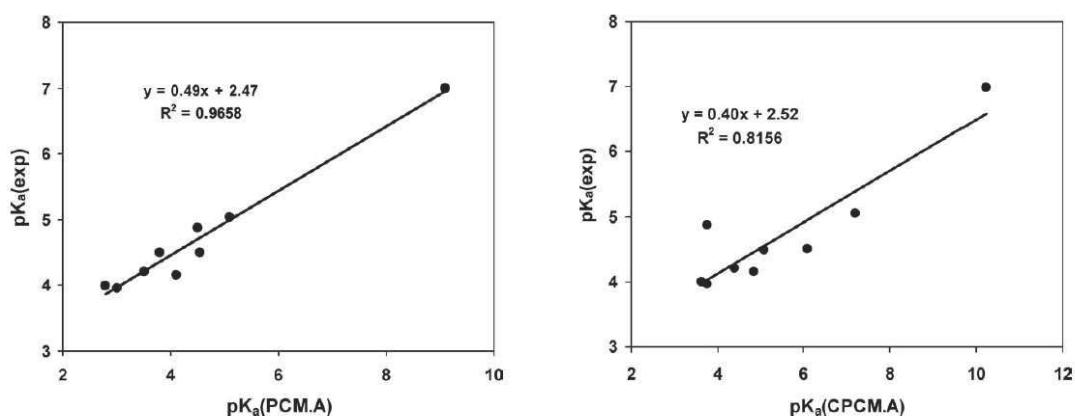 8
7
6
5
4
3
pKₐ(exp)
y = 0.49x + 2.47
R² = 0.9658
2 4 6 8 10
pKₐ(PCM.A)
8
7
6
5
4
3
pKₐ(exp)
y = 0.40x + 2.52
R² = 0.8156
2 4 6 8 10 12
pKₐ(CPCM.A)